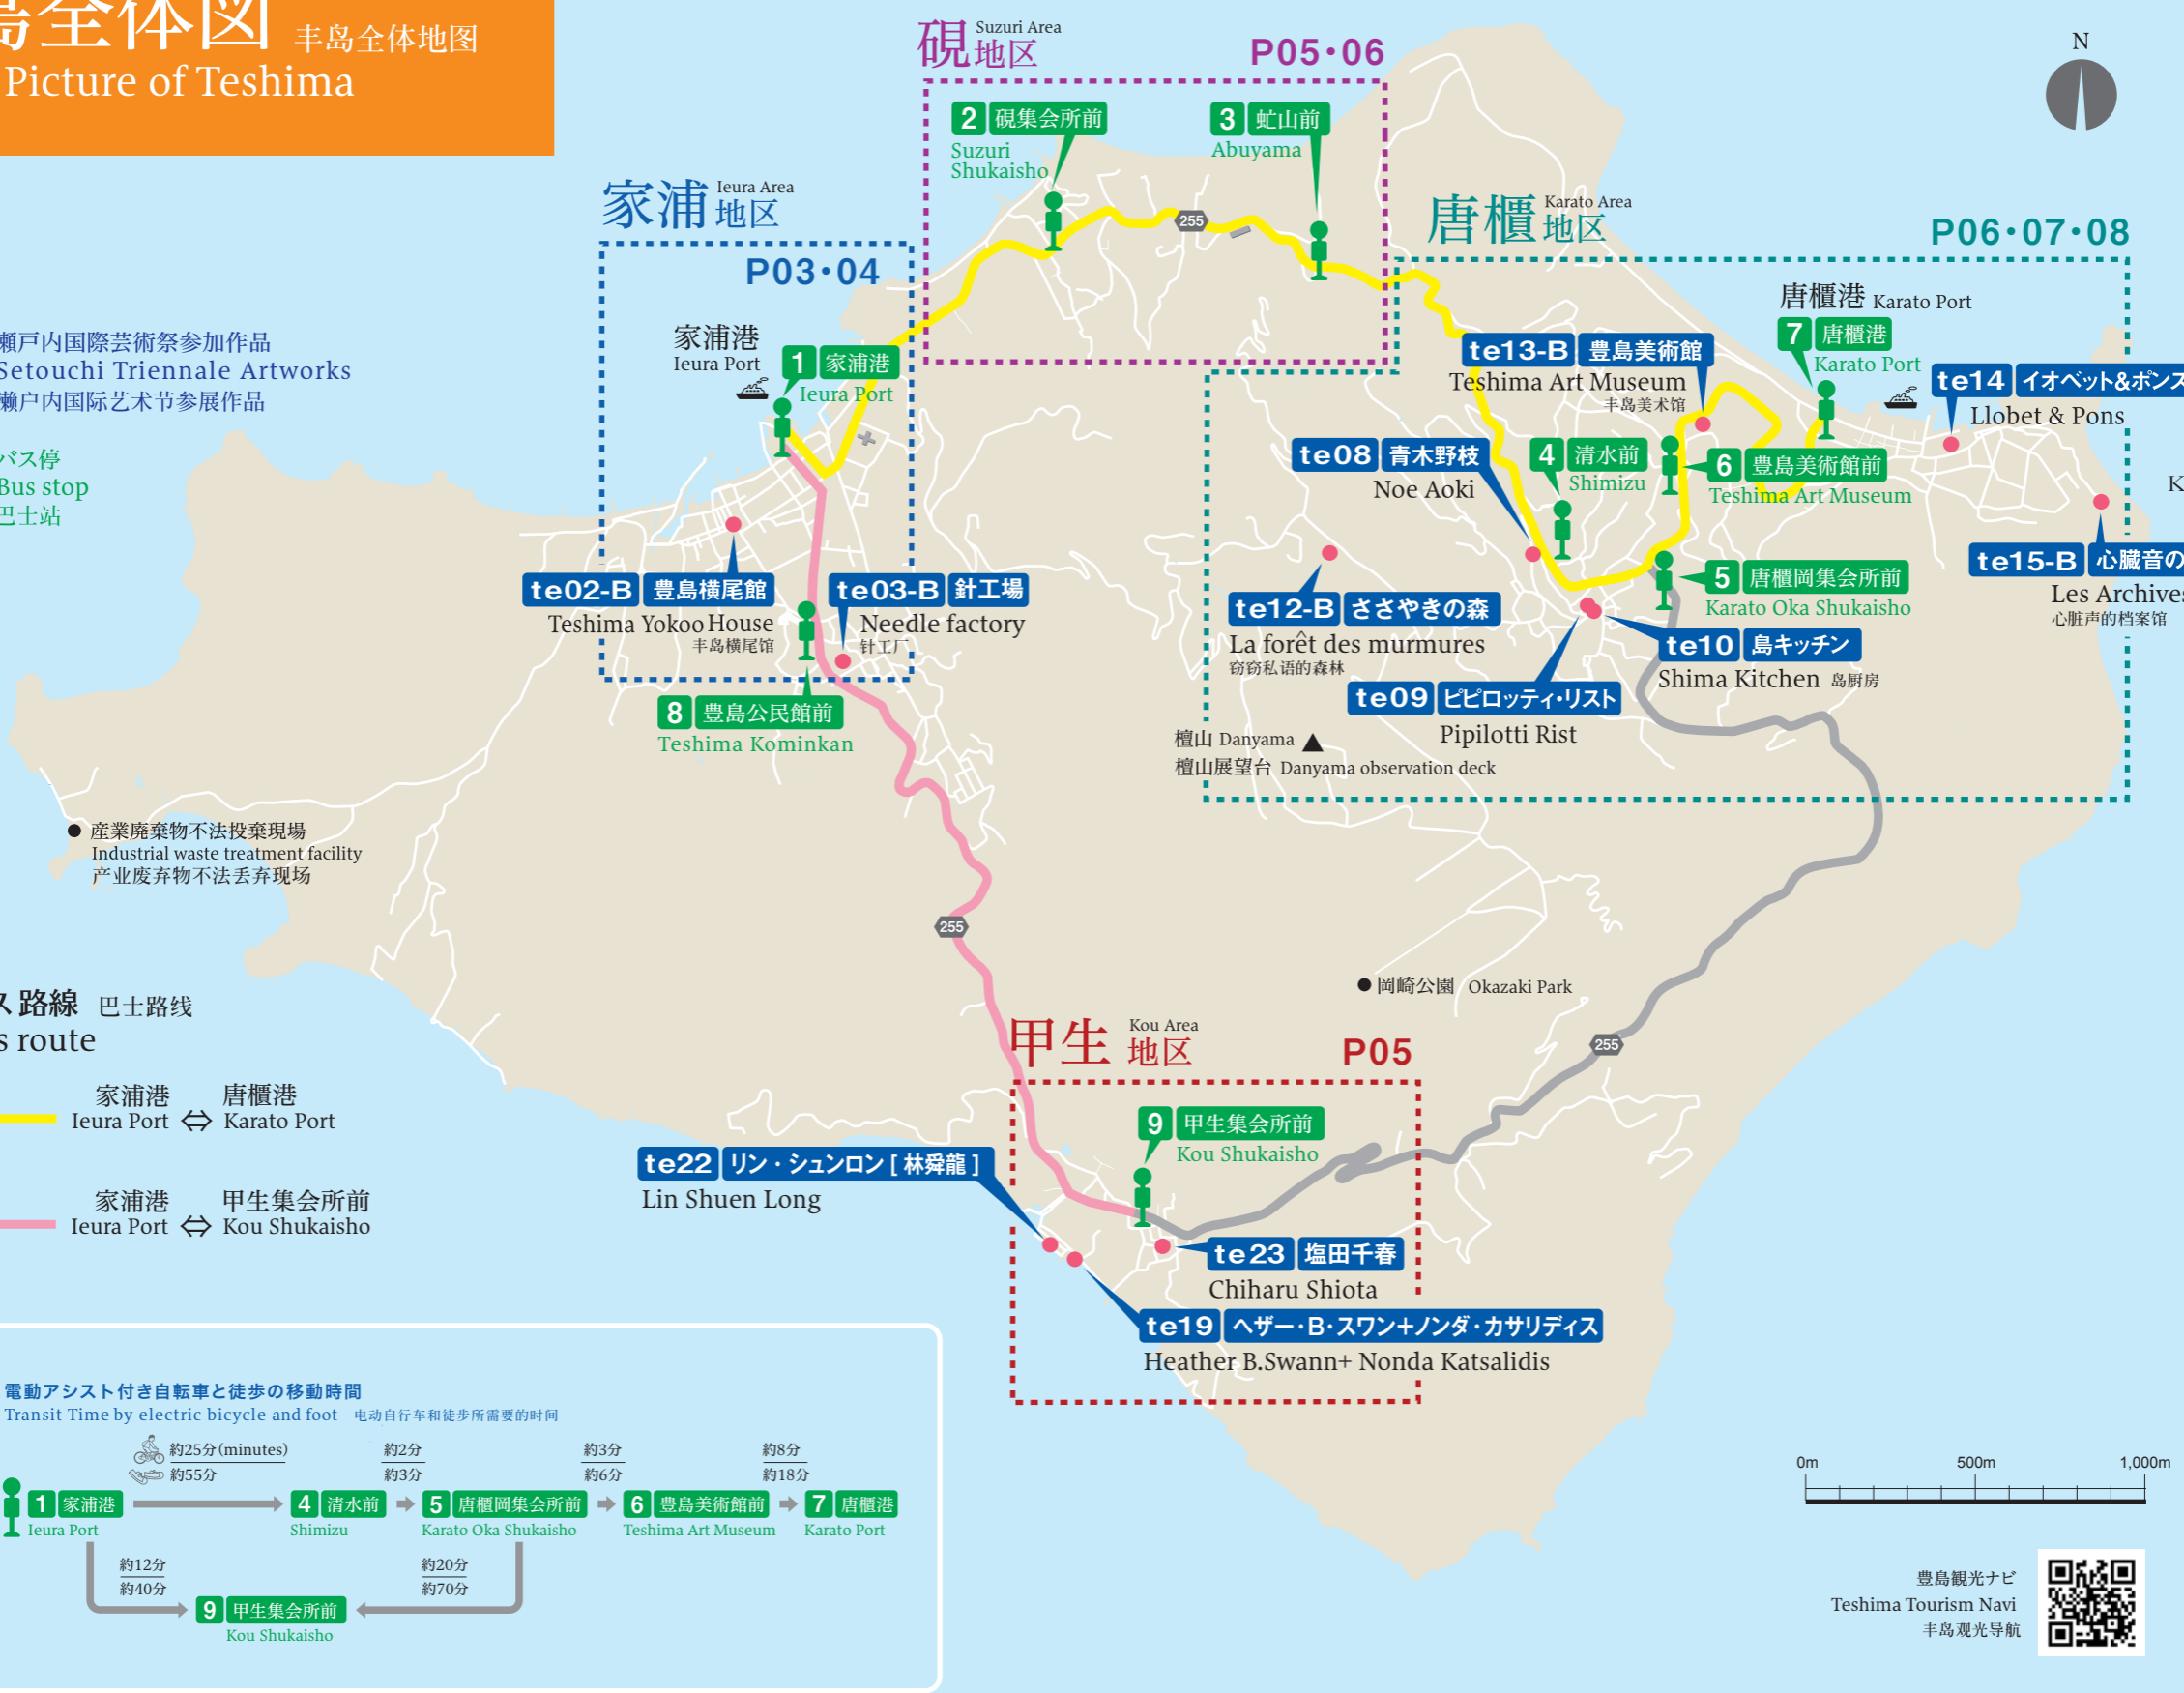 島全体図 丰岛全体地图
Picture of Teshima
硯地区 Suzuri Area
P05・06
N
2 硯集会所前
Suzuri
Shukaisho
3 虻山前
Abuyama
255
家浦地区 Ieura Area
P03・04
唐櫃地区 Karato Area
P06・07・08
瀬戸内国際芸術祭参加作品
Setouchi Triennale Artworks
濑户内国际艺术节参展作品
バス停
Bus stop
巴士站
家浦港
Ieura Port
1 家浦港
Ieura Port
唐櫃港 Karato Port
7 唐櫃港
Karato Port
te13-B 豊島美術館
Teshima Art Museum
丰岛美术馆
te14 イオベット&ポンス
Llobet & Pons
te08 青木野枝
Noe Aoki
4 清水前
Shimizu
6 豊島美術館前
Teshima Art Museum
K
te15-B 心臓音の
Les Archives
心脏声的档案馆
5 唐櫃岡集会所前
Karato Oka Shukaisho
te02-B 豊島横尾館
Teshima Yokoo House
丰岛横尾馆
te03-B 針工場
Needle factory
针工厂
te12-B ささやきの森
La forêt des murmures
窃窃私语的森林
te10 島キッチン
Shima Kitchen 岛厨房
te09 ピピロッティ・リスト
Pipilotti Rist
8 豊島公民館前
Teshima Kominkan
檀山 Danyama
檀山展望台 Danyama observation deck
産業廃棄物不法投棄現場
Industrial waste treatment facility
产业废弃物不法丢弃现场
255
岡崎公園 Okazaki Park
255
ス路線 巴士路线
s route
家浦港 唐櫃港
Ieura Port ⇔ Karato Port
家浦港 甲生集会所前
Ieura Port ⇔ Kou Shukaisho
甲生地区 Kou Area
P05
9 甲生集会所前
Kou Shukaisho
te22 リン・シュンロン [ 林舜龍 ]
Lin Shuen Long
te23 塩田千春
Chiharu Shiota
te19 ヘザー・B・スワン+ノンダ・カサリディス
Heather B.Swann+ Nonda Katsalidis
電動アシスト付き自転車と徒歩の移動時間
Transit Time by electric bicycle and foot 电动自行车和徒步所需要的时间
約25分(minutes) 約2分 約3分 約8分
約55分 約3分 約6分 約18分
1 家浦港 4 清水前 5 唐櫃岡集会所前 6 豊島美術館前 7 唐櫃港
Ieura Port Shimizu Karato Oka Shukaisho Teshima Art Museum Karato Port
約12分 約20分
約40分 約70分
9 甲生集会所前
Kou Shukaisho
0m 500m 1,000m
豊島観光ナビ
Teshima Tourism Navi
丰岛观光导航